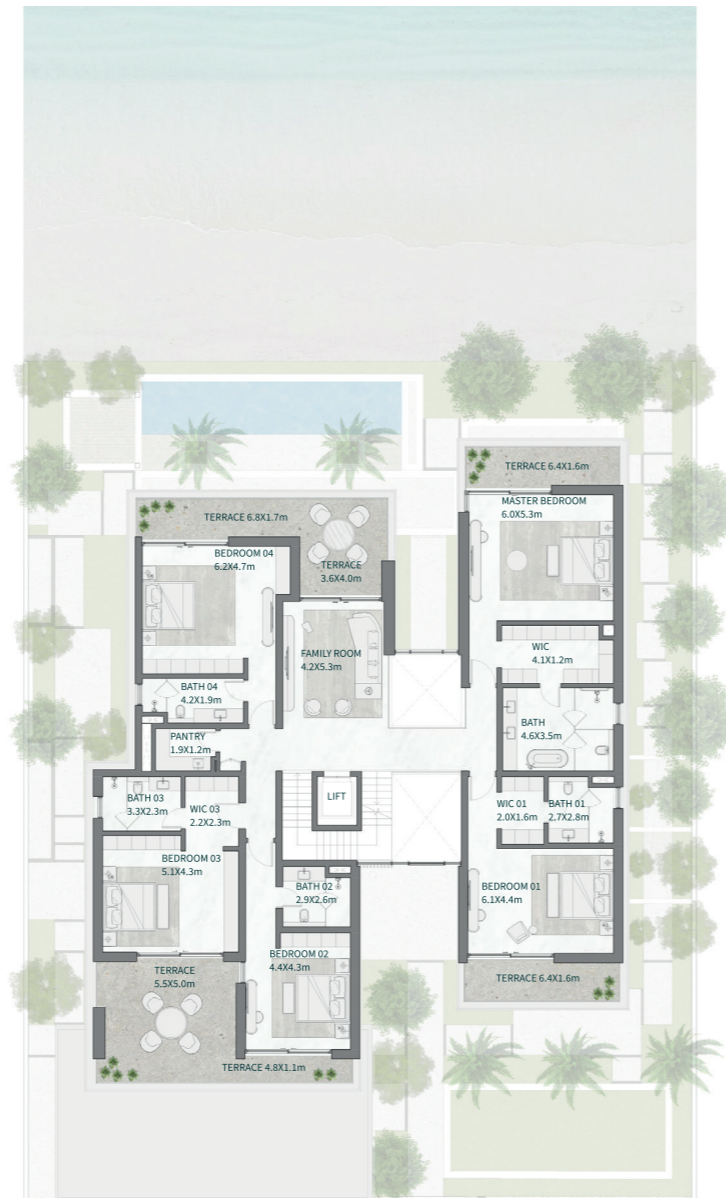 TERRACE 6.4X1.6m
MASTER BEDROOM
6.0X5.3m
TERRACE 6.8X1.7m
BEDROOM 04
6.2X4.7m
TERRACE
3.6X4.0m
FAMILY ROOM
4.2X5.3m
WIC
4.1X1.2m
BATH 04
4.2X1.9m
BATH
4.6X3.5m
PANTRY
1.9X1.2m
BATH 03
3.3X2.3m
WIC 03
2.2X2.3m
LIFT
WIC 01
2.0X1.6m
BATH 01
2.7X2.8m
BEDROOM 03
5.1X4.3m
BATH 02
2.9X2.6m
BEDROOM 01
6.1X4.4m
BEDROOM 02
4.4X4.3m
TERRACE
5.5X5.0m
TERRACE 6.4X1.6m
TERRACE 4.8X1.1m